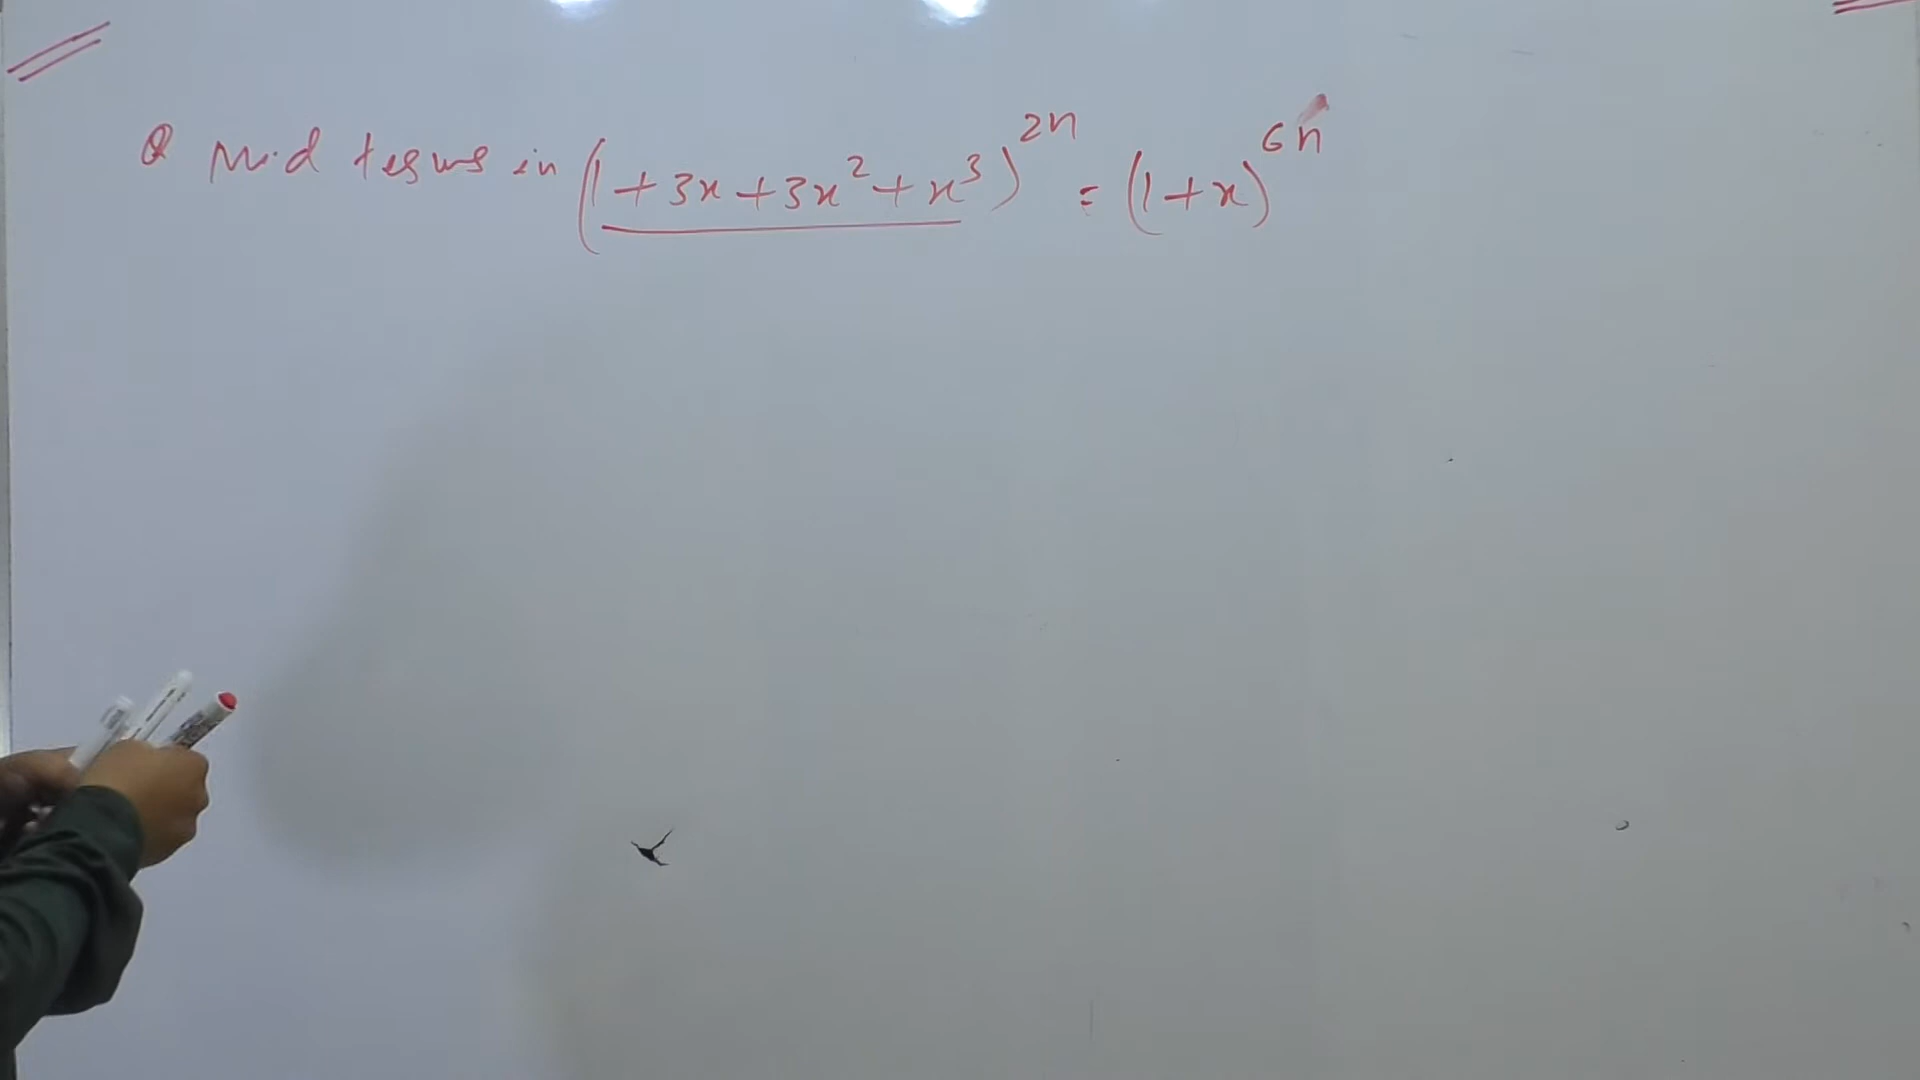 Q Mid terms in (1+3x+3x²+x³)²ⁿ = (1+x)⁶ⁿ